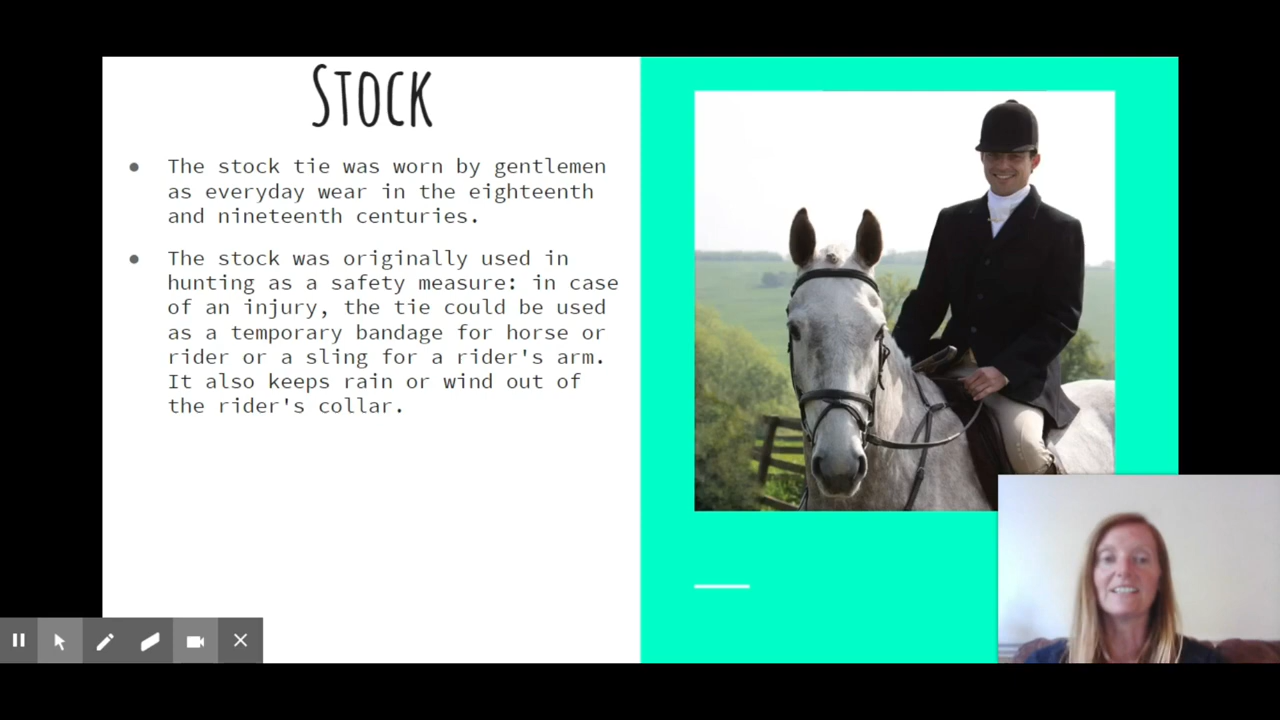 Stock
The stock tie was worn by gentlemen
as everyday wear in the eighteenth
and nineteenth centuries.
The stock was originally used in
hunting as a safety measure: in case
of an injury, the tie could be used
as a temporary bandage for horse or
rider or a sling for a rider's arm.
It also keeps rain or wind out of
the rider's collar.